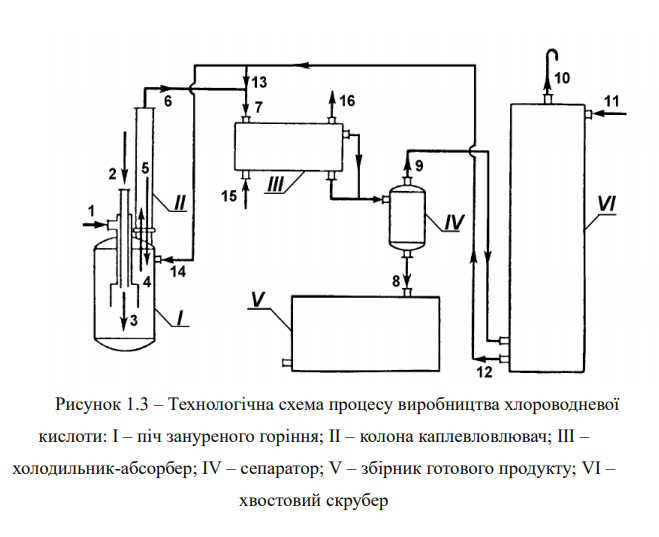 10
13
6
16
7
11
9
5
2
III
15
II
1
IV
VI
14
4
V
8
3
I
12
Рисунок 1.3 – Технологічна схема процесу виробництва хлороводневої
кислоти: I – піч зануреного горіння; II – колона каплевловлювач; III –
холодильник-абсорбер; IV – сепаратор; V – збірник готового продукту; VI –
хвостовий скрубер